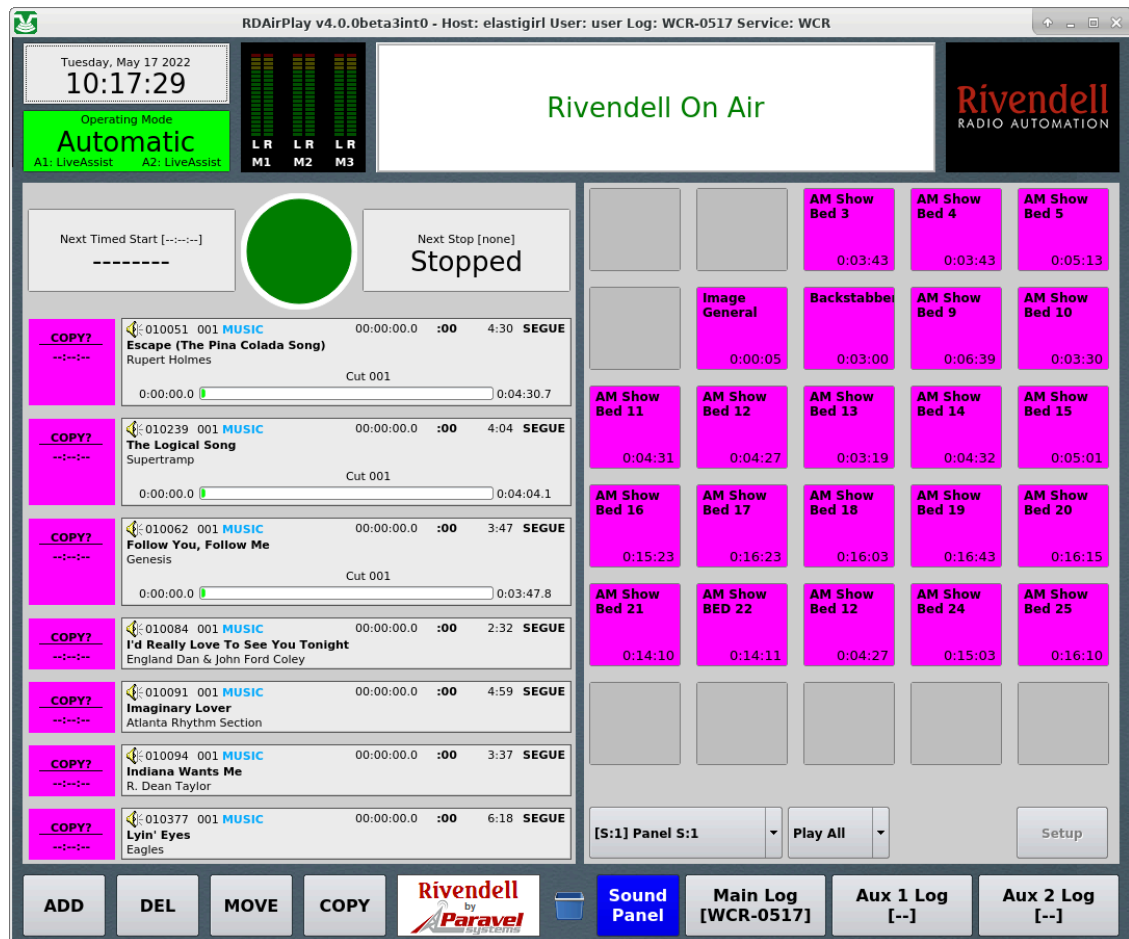 RDAirPlay v4.0.0beta3int0 - Host: elastigirl User: user Log: WCR-0517 Service: WCR
Tuesday, May 17 2022
10:17:29
Operating Mode
Automatic
A1: LiveAssist A2: LiveAssist
L R L R L R
M1 M2 M3
Rivendell On Air
Rivendell
RADIO AUTOMATION
Next Timed Start [--:--:--]
--------
Next Stop [none]
Stopped
COPY?
--:--:--
010051 001 MUSIC 00:00:00.0 :00 4:30 SEGUE
Escape (The Pina Colada Song)
Rupert Holmes
Cut 001
0:00:00.0 0:04:30.7
COPY?
--:--:--
010239 001 MUSIC 00:00:00.0 :00 4:04 SEGUE
The Logical Song
Supertramp
Cut 001
0:00:00.0 0:04:04.1
COPY?
--:--:--
010062 001 MUSIC 00:00:00.0 :00 3:47 SEGUE
Follow You, Follow Me
Genesis
Cut 001
0:00:00.0 0:03:47.8
COPY?
--:--:--
010084 001 MUSIC 00:00:00.0 :00 2:32 SEGUE
I'd Really Love To See You Tonight
England Dan & John Ford Coley
COPY?
--:--:--
010091 001 MUSIC 00:00:00.0 :00 4:59 SEGUE
Imaginary Lover
Atlanta Rhythm Section
COPY?
--:--:--
010094 001 MUSIC 00:00:00.0 :00 3:37 SEGUE
Indiana Wants Me
R. Dean Taylor
COPY?
--:--:--
010377 001 MUSIC 00:00:00.0 :00 6:18 SEGUE
Lyin' Eyes
Eagles
AM Show
Bed 3
0:03:43
AM Show
Bed 4
0:03:43
AM Show
Bed 5
0:05:13
Image
General
0:00:05
Backstabbe
0:03:00
AM Show
Bed 9
0:06:39
AM Show
Bed 10
0:03:30
AM Show
Bed 11
0:04:31
AM Show
Bed 12
0:04:27
AM Show
Bed 13
0:03:19
AM Show
Bed 14
0:04:32
AM Show
Bed 15
0:05:01
AM Show
Bed 16
0:15:23
AM Show
Bed 17
0:16:23
AM Show
Bed 18
0:16:03
AM Show
Bed 19
0:16:43
AM Show
Bed 20
0:16:15
AM Show
Bed 21
0:14:10
AM Show
BED 22
0:14:11
AM Show
Bed 12
0:04:27
AM Show
Bed 24
0:15:03
AM Show
Bed 25
0:16:10
[S:1] Panel S:1
Play All
Setup
ADD
DEL
MOVE
COPY
Rivendell
by
Paravel
systems
Sound
Panel
Main Log
[WCR-0517]
Aux 1 Log
[--]
Aux 2 Log
[--]